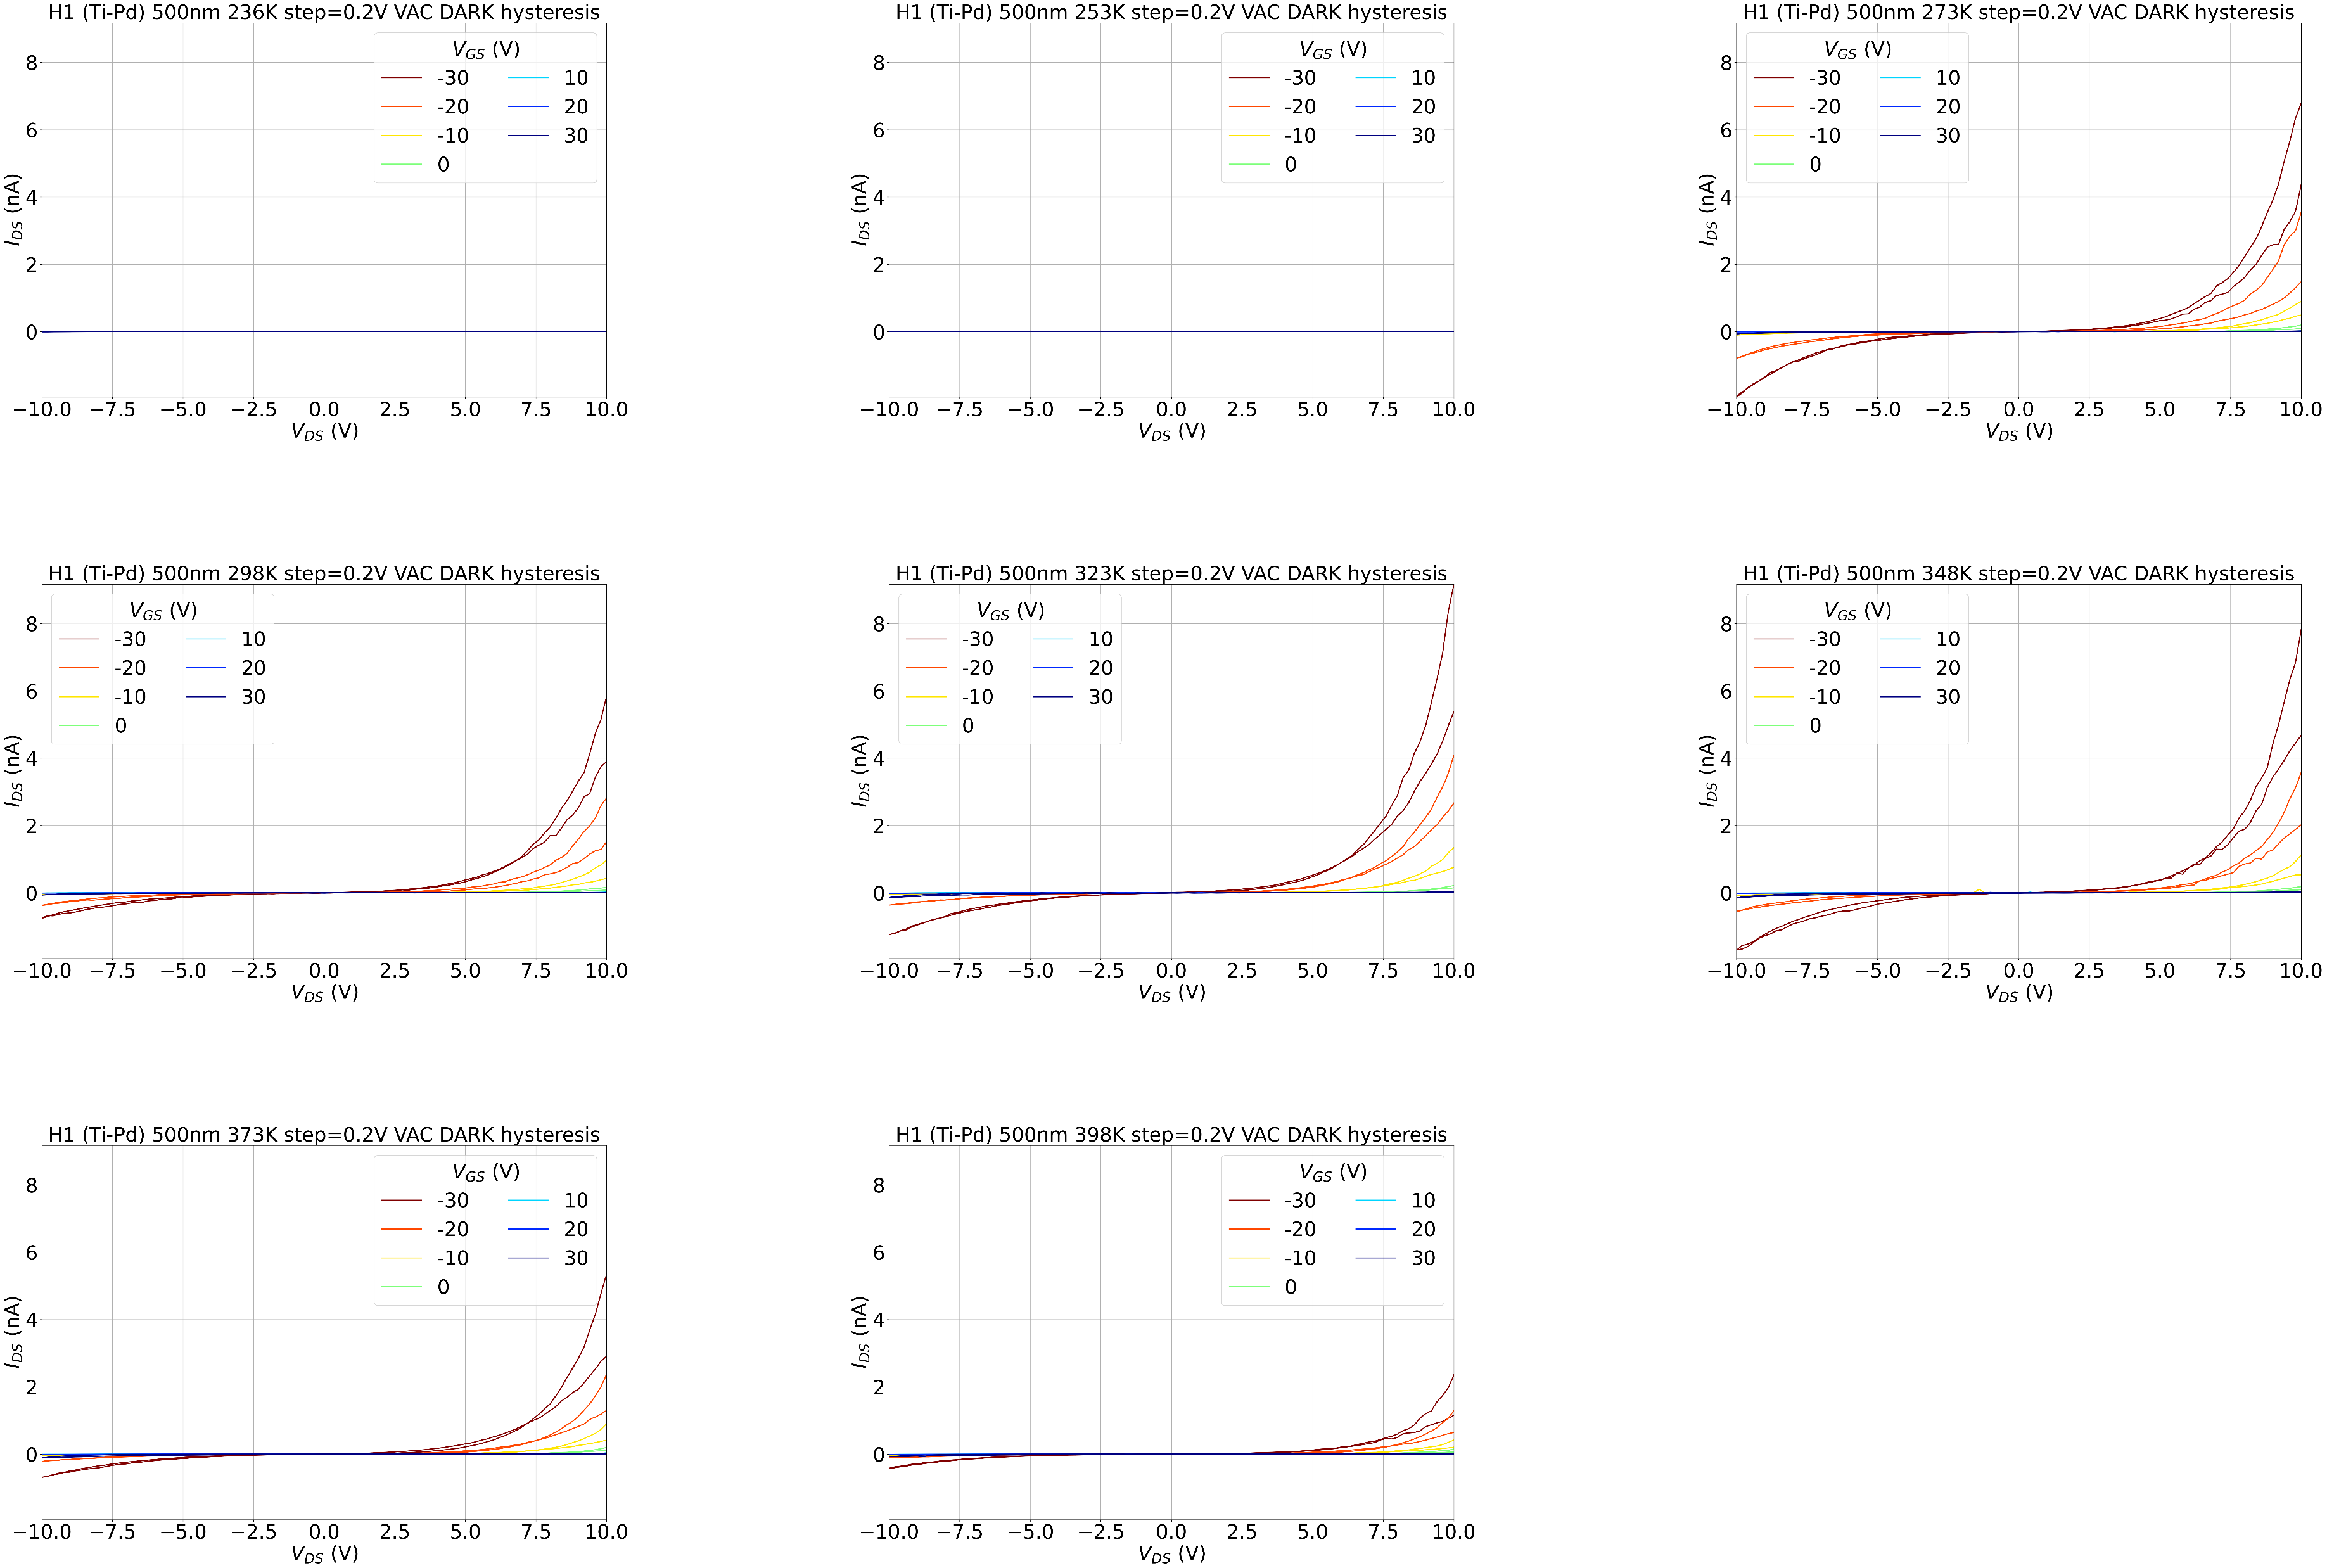 H1 (Ti-Pd) 500nm 236K step=0.2V VAC DARK hysteresis
V_GS (V)
-30 10
-20 20
-10 30
0
8
6
4
2
0
I_DS (nA)
−10.0 −7.5 −5.0 −2.5 0.0 2.5 5.0 7.5 10.0
V_DS (V)
H1 (Ti-Pd) 500nm 253K step=0.2V VAC DARK hysteresis
V_GS (V)
-30 10
-20 20
-10 30
0
8
6
4
2
0
I_DS (nA)
−10.0 −7.5 −5.0 −2.5 0.0 2.5 5.0 7.5 10.0
V_DS (V)
H1 (Ti-Pd) 500nm 273K step=0.2V VAC DARK hysteresis
V_GS (V)
-30 10
-20 20
-10 30
0
8
6
4
2
0
I_DS (nA)
−10.0 −7.5 −5.0 −2.5 0.0 2.5 5.0 7.5 10.0
V_DS (V)
H1 (Ti-Pd) 500nm 298K step=0.2V VAC DARK hysteresis
V_GS (V)
-30 10
-20 20
-10 30
0
8
6
4
2
0
I_DS (nA)
−10.0 −7.5 −5.0 −2.5 0.0 2.5 5.0 7.5 10.0
V_DS (V)
H1 (Ti-Pd) 500nm 323K step=0.2V VAC DARK hysteresis
V_GS (V)
-30 10
-20 20
-10 30
0
8
6
4
2
0
I_DS (nA)
−10.0 −7.5 −5.0 −2.5 0.0 2.5 5.0 7.5 10.0
V_DS (V)
H1 (Ti-Pd) 500nm 348K step=0.2V VAC DARK hysteresis
V_GS (V)
-30 10
-20 20
-10 30
0
8
6
4
2
0
I_DS (nA)
−10.0 −7.5 −5.0 −2.5 0.0 2.5 5.0 7.5 10.0
V_DS (V)
H1 (Ti-Pd) 500nm 373K step=0.2V VAC DARK hysteresis
V_GS (V)
-30 10
-20 20
-10 30
0
8
6
4
2
0
I_DS (nA)
−10.0 −7.5 −5.0 −2.5 0.0 2.5 5.0 7.5 10.0
V_DS (V)
H1 (Ti-Pd) 500nm 398K step=0.2V VAC DARK hysteresis
V_GS (V)
-30 10
-20 20
-10 30
0
8
6
4
2
0
I_DS (nA)
−10.0 −7.5 −5.0 −2.5 0.0 2.5 5.0 7.5 10.0
V_DS (V)